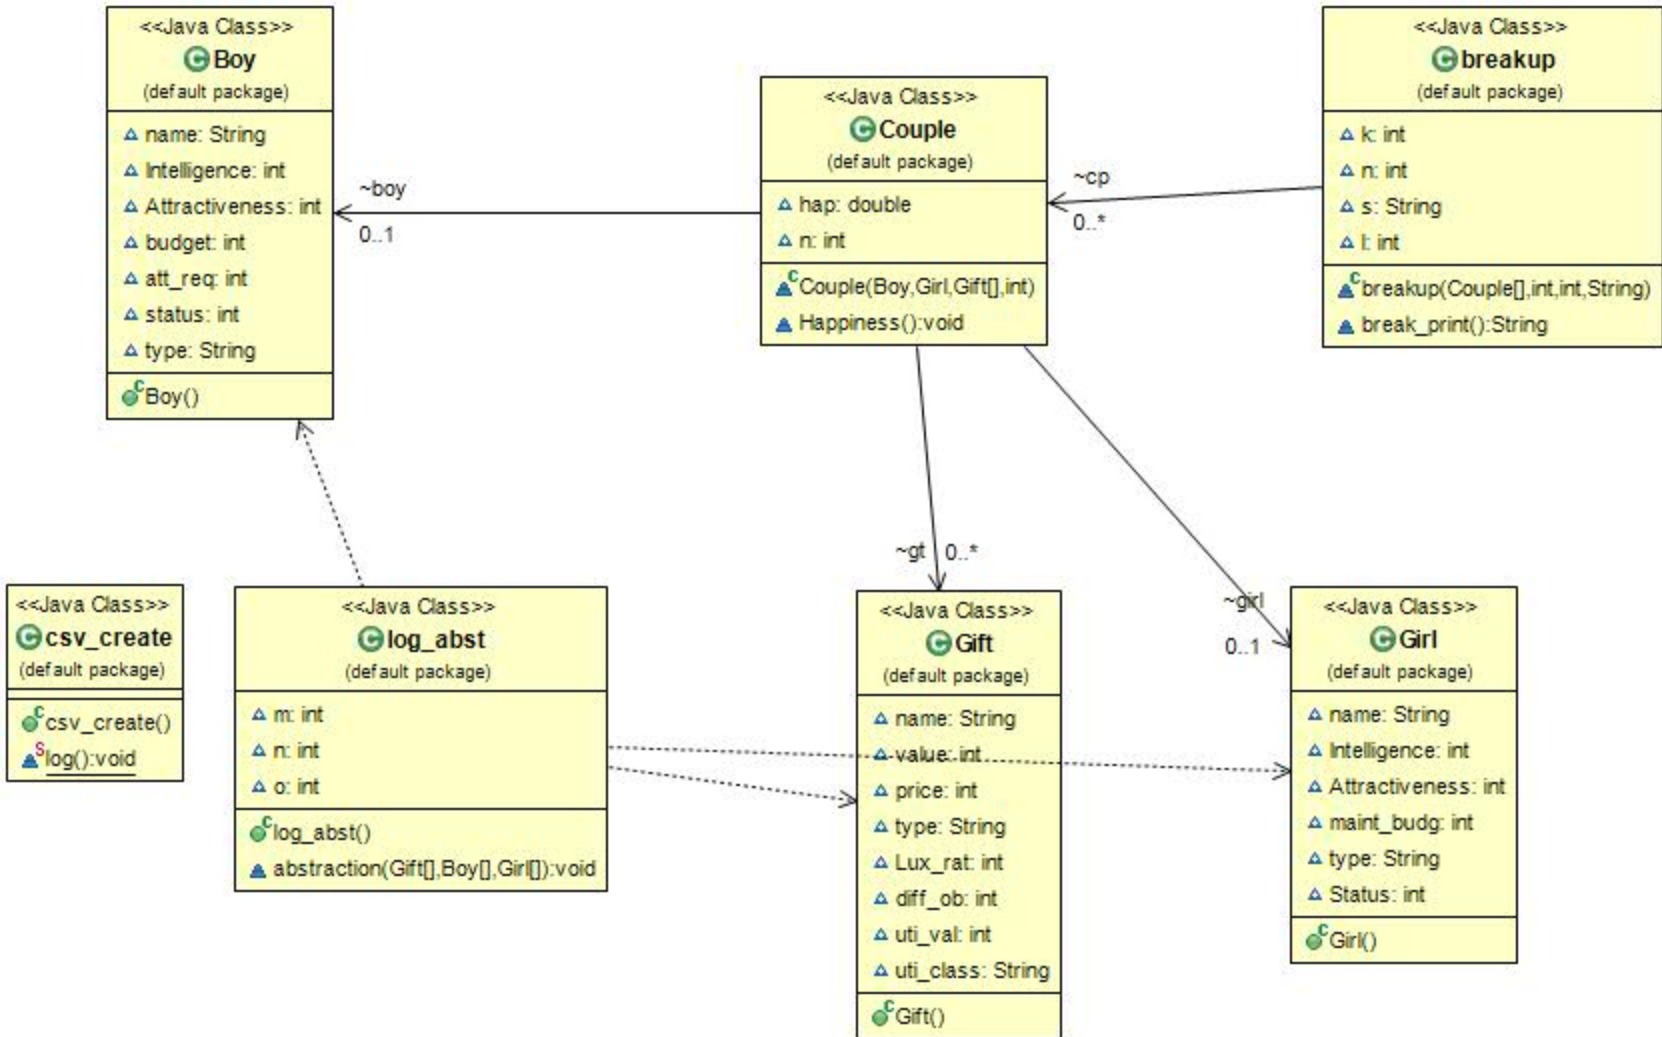 <<Java Class>>
Boy
(default package)
name: String
Intelligence: int
Attractiveness: int
budget: int
att_req: int
status: int
type: String
Boy()
~boy
0..1
<<Java Class>>
Couple
(default package)
hap: double
n: int
Couple(Boy,Girl,Gift[],int)
Happiness():void
~cp
0..*
<<Java Class>>
breakup
(default package)
k: int
n: int
s: String
l: int
breakup(Couple[],int,int,String)
break_print():String
~gt 0..*
~girl
0..1
<<Java Class>>
csv_create
(default package)
csv_create()
log():void
<<Java Class>>
log_abst
(default package)
m: int
n: int
o: int
log_abst()
abstraction(Gift[],Boy[],Girl[]):void
<<Java Class>>
Gift
(default package)
name: String
value: int
price: int
type: String
Lux_rat: int
diff_ob: int
uti_val: int
uti_class: String
Gift()
<<Java Class>>
Girl
(default package)
name: String
Intelligence: int
Attractiveness: int
maint_budg: int
type: String
Status: int
Girl()